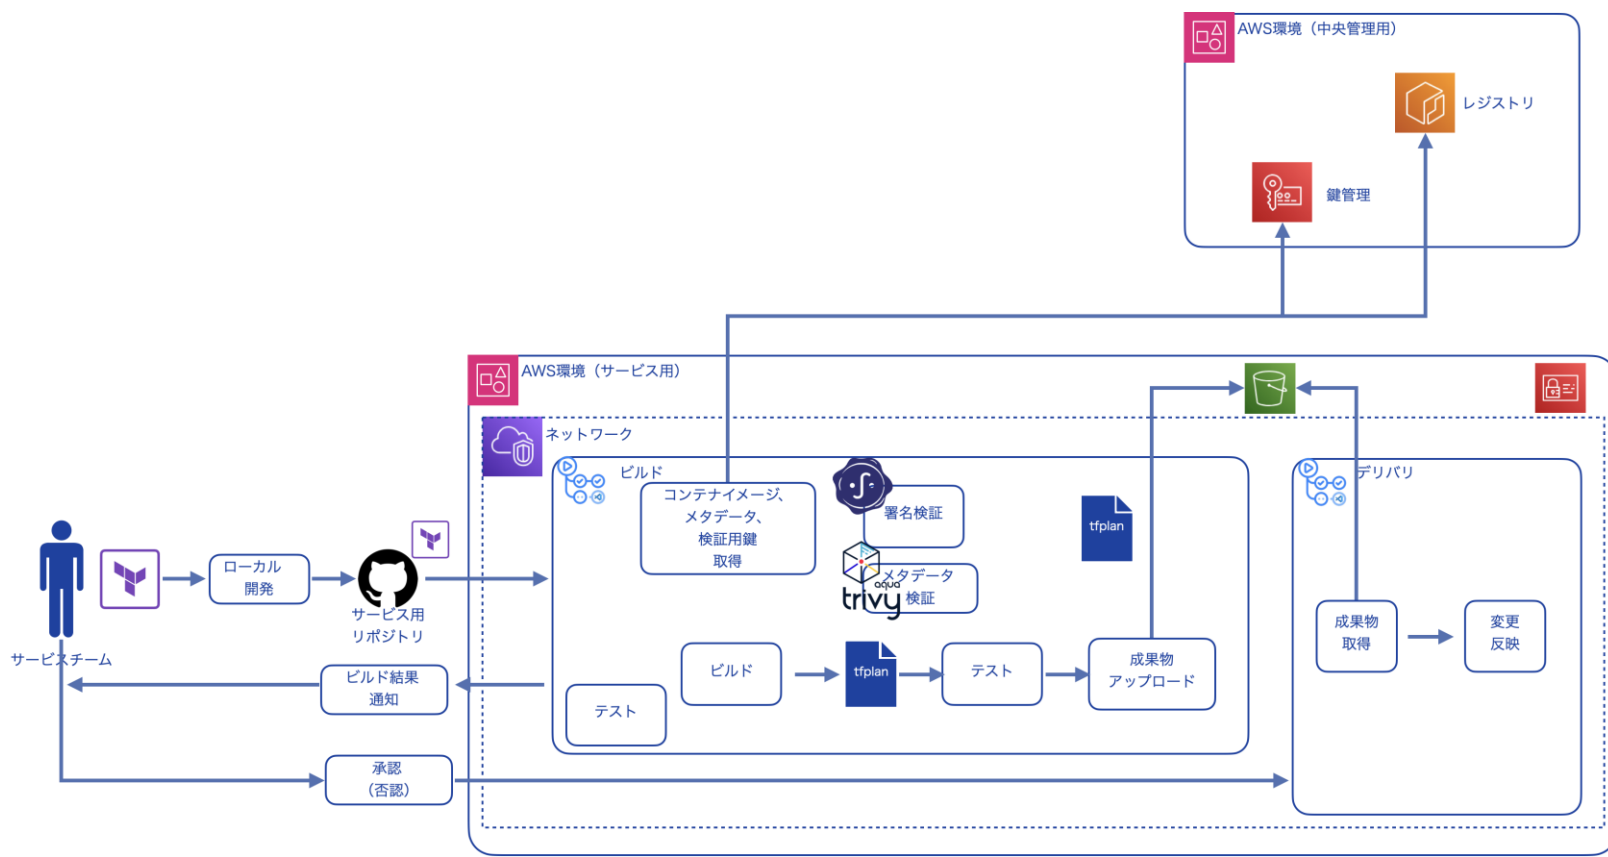 AWS環境（中央管理用）
レジストリ
鍵管理
AWS環境（サービス用）
ネットワーク
ビルド
コンテナイメージ、
メタデータ、
検証用鍵
取得
署名検証
メタデータ
検証
aqua
trivy
tfplan
デリバリ
ローカル
開発
サービス用
リポジトリ
サービスチーム
ビルド結果
通知
テスト
ビルド
tfplan
テスト
成果物
アップロード
成果物
取得
変更
反映
承認
（否認）